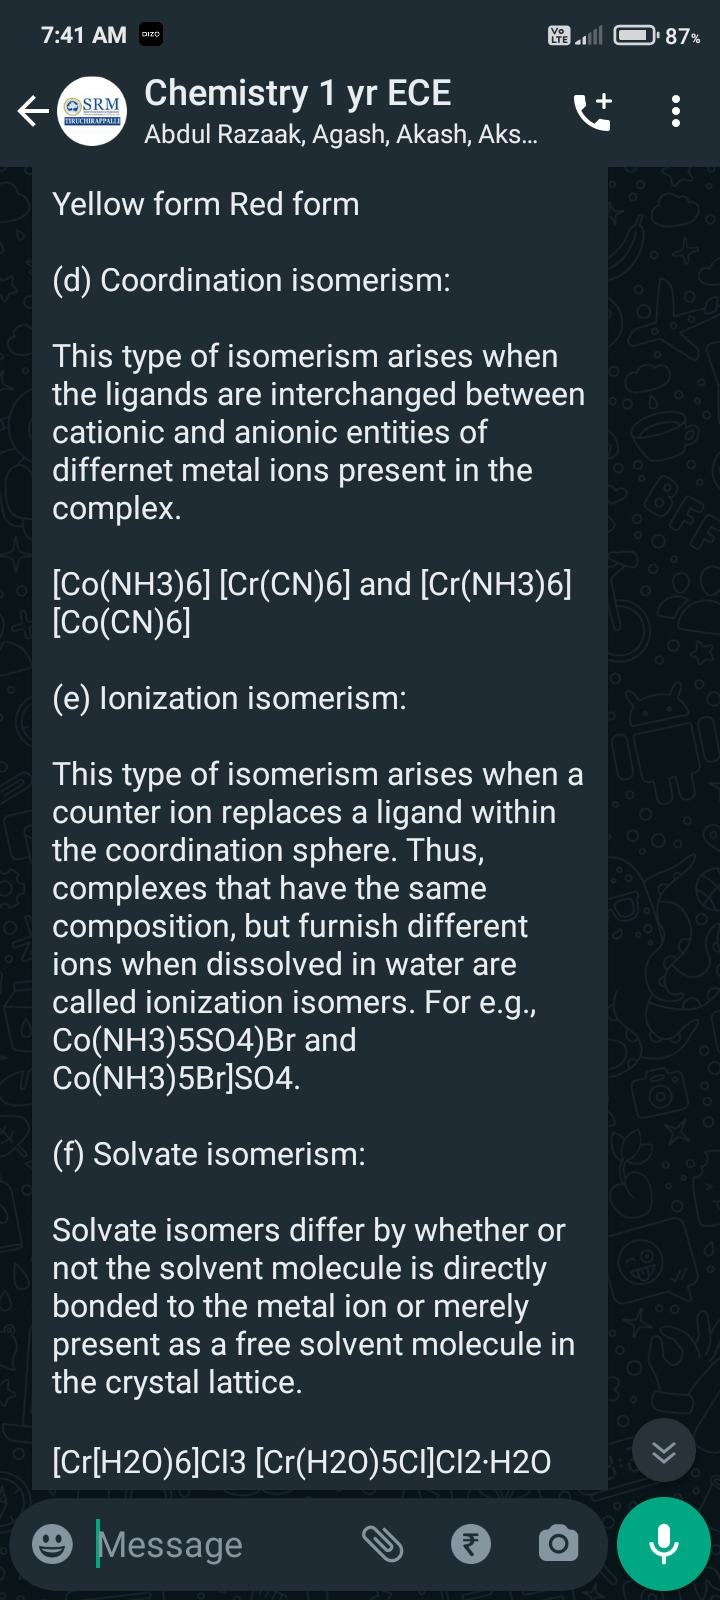 7:41 AM DIZO Vo LTE 87%
SRM
TIRUCHIRAPPALLI
Chemistry 1 yr ECE
Abdul Razaak, Agash, Akash, Aks...
Yellow form Red form
(d) Coordination isomerism:
This type of isomerism arises when
the ligands are interchanged between
cationic and anionic entities of
differnet metal ions present in the
complex.
[Co(NH3)6] [Cr(CN)6] and [Cr(NH3)6]
[Co(CN)6]
(e) Ionization isomerism:
This type of isomerism arises when a
counter ion replaces a ligand within
the coordination sphere. Thus,
complexes that have the same
composition, but furnish different
ions when dissolved in water are
called ionization isomers. For e.g.,
Co(NH3)5SO4)Br and
Co(NH3)5Br]SO4.
(f) Solvate isomerism:
Solvate isomers differ by whether or
not the solvent molecule is directly
bonded to the metal ion or merely
present as a free solvent molecule in
the crystal lattice.
[Cr[H2O)6]Cl3 [Cr(H2O)5Cl]Cl2·H2O
Message ₹